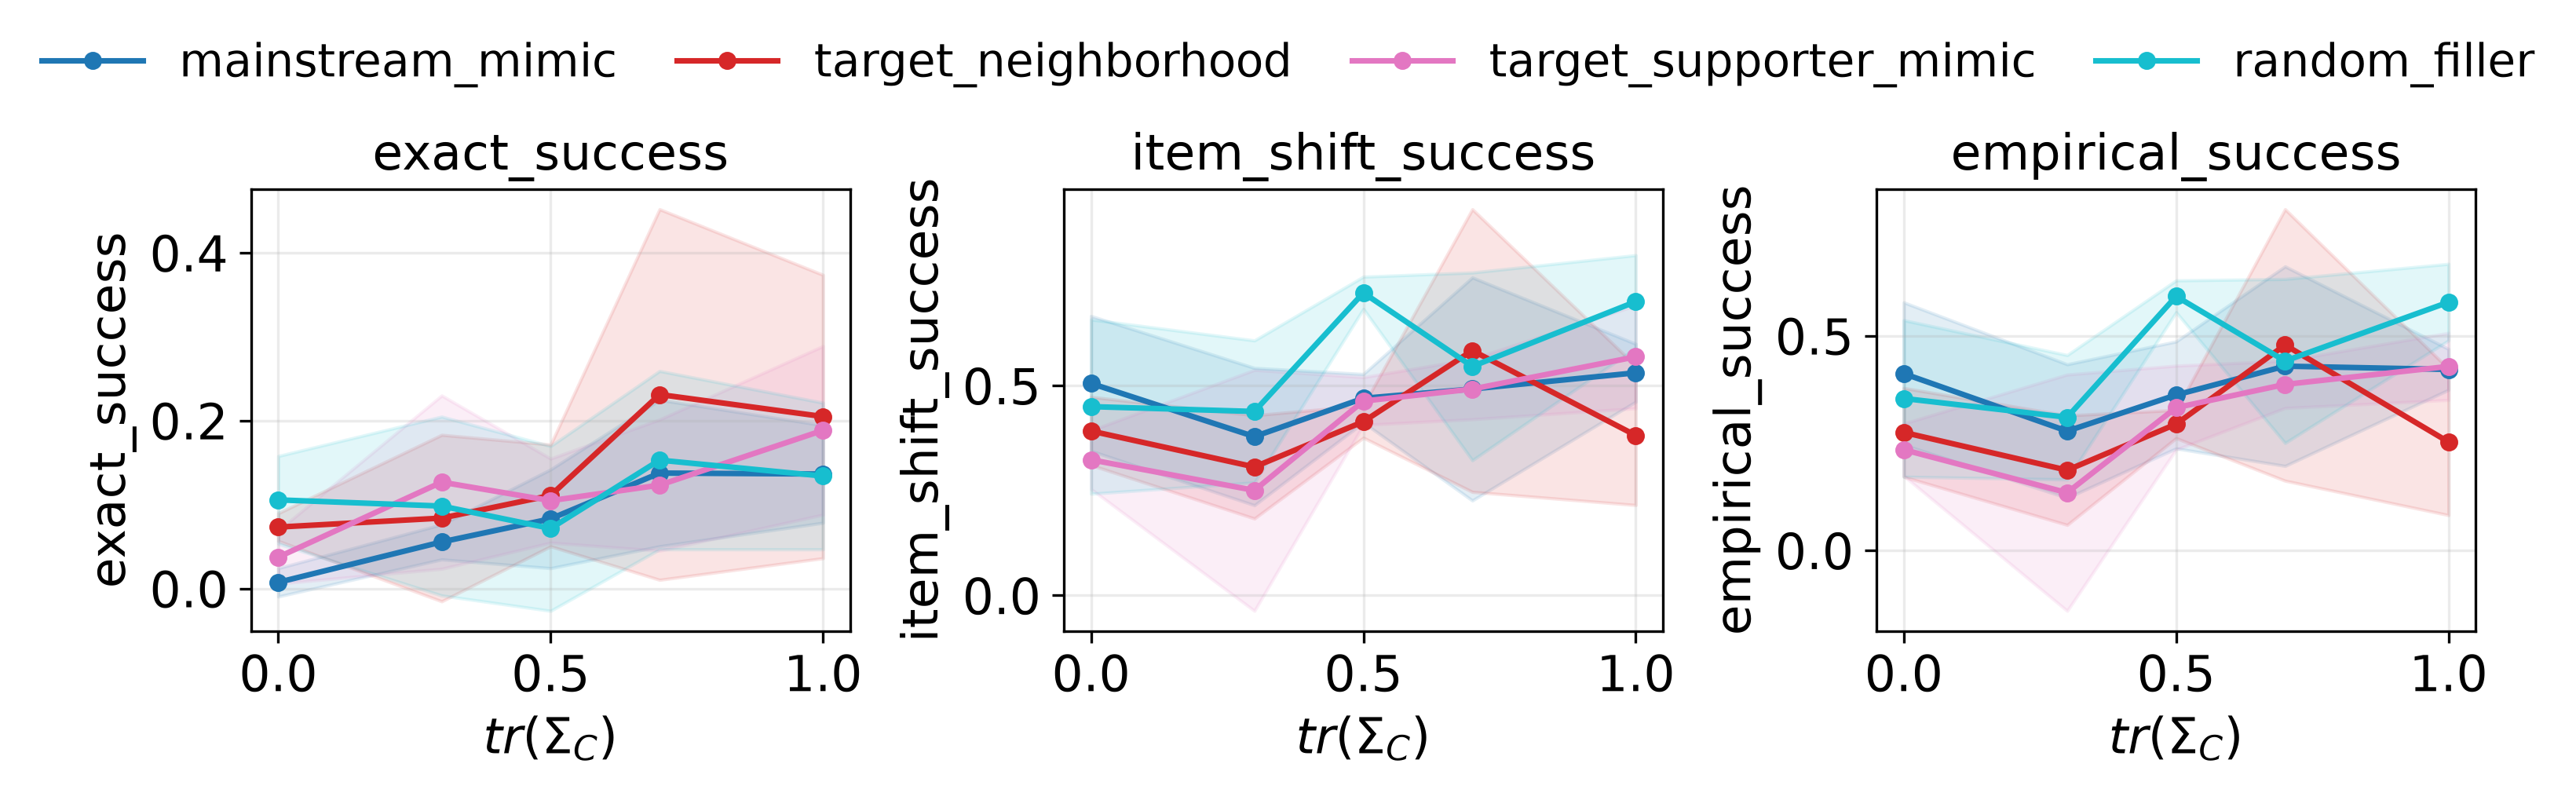 mainstream_mimic target_neighborhood target_supporter_mimic random_filler
exact_success item_shift_success empirical_success
exact_success
0.4
0.2
0.0
0.0 0.5 1.0
tr(Σ_C)
item_shift_success
0.5
0.0
0.0 0.5 1.0
tr(Σ_C)
empirical_success
0.5
0.0
0.0 0.5 1.0
tr(Σ_C)